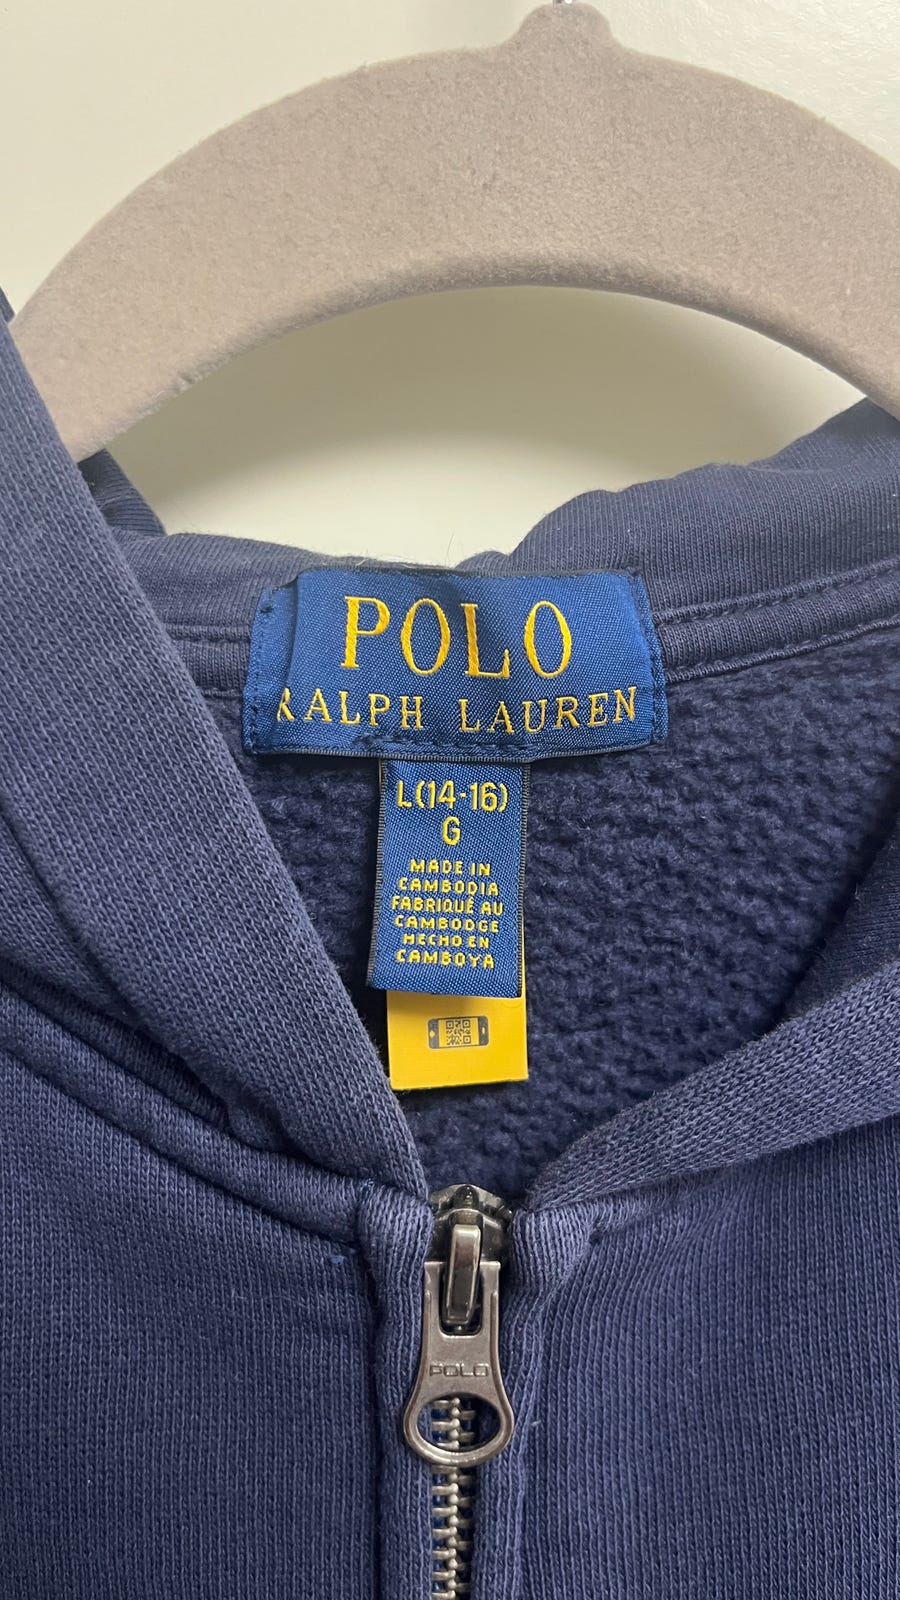 POLO
RALPH LAUREN
L(14-16)
G
MADE IN
CAMBODIA
FABRIQUÉ AU
CAMBODGE
HECHO EN
CAMBOYA
POLO